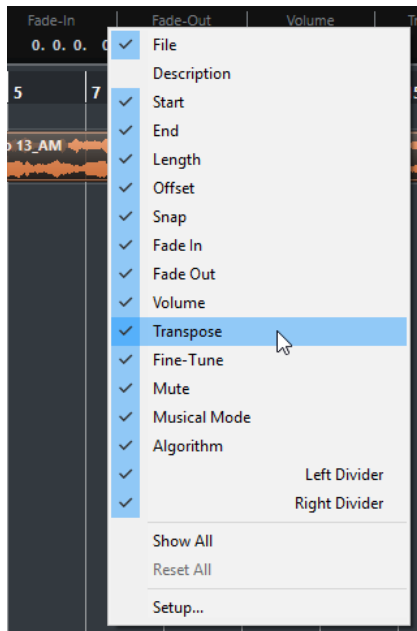 Fade-In Fade-Out Volume
0. 0. 0.
5 7
13_AM
File
Description
Start
End
Length
Offset
Snap
Fade In
Fade Out
Volume
Transpose
Fine-Tune
Mute
Musical Mode
Algorithm
Left Divider
Right Divider
Show All
Reset All
Setup...